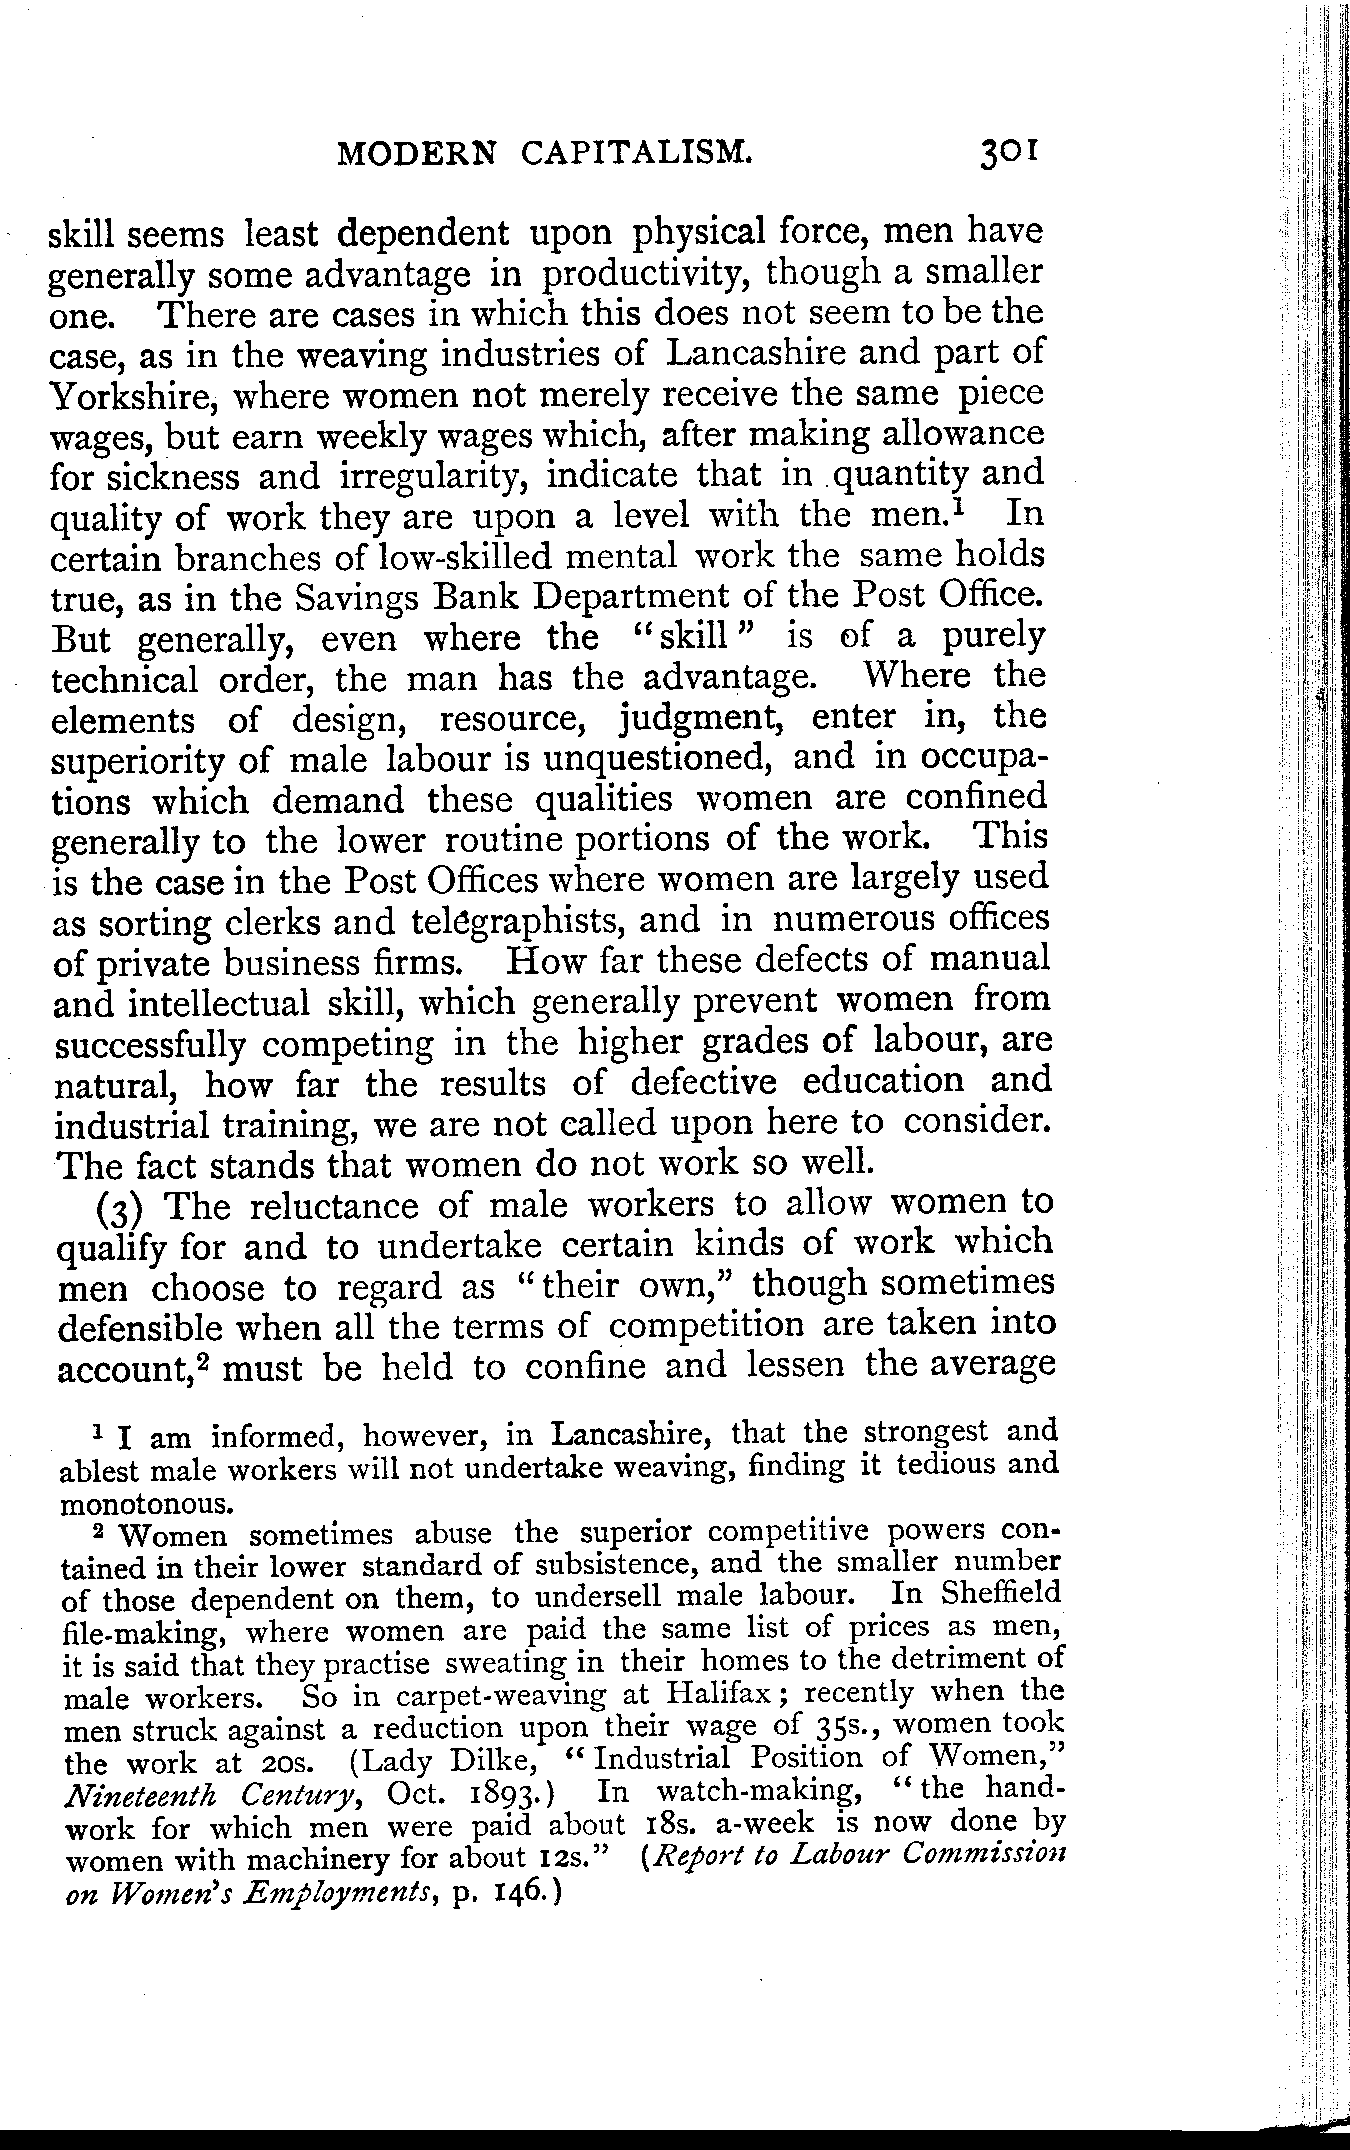 MODERN CAPITALISM. 301
skill seems least dependent upon physical force, men have
generally some advantage in productivity, though a smaller
one. There are cases in which this does not seem to be the
case, as in the weaving industries of Lancashire and part of
Yorkshire, where women not merely receive the same piece
wages, but earn weekly wages which, after making allowance
for sickness and irregularity, indicate that in quantity and
quality of work they are upon a level with the men.¹ In
certain branches of low-skilled mental work the same holds
true, as in the Savings Bank Department of the Post Office.
But generally, even where the "skill" is of a purely
technical order, the man has the advantage. Where the
elements of design, resource, judgment, enter in, the
superiority of male labour is unquestioned, and in occupa-
tions which demand these qualities women are confined
generally to the lower routine portions of the work. This
is the case in the Post Offices where women are largely used
as sorting clerks and telegraphists, and in numerous offices
of private business firms. How far these defects of manual
and intellectual skill, which generally prevent women from
successfully competing in the higher grades of labour, are
natural, how far the results of defective education and
industrial training, we are not called upon here to consider.
The fact stands that women do not work so well.
(3) The reluctance of male workers to allow women to
qualify for and to undertake certain kinds of work which
men choose to regard as "their own," though sometimes
defensible when all the terms of competition are taken into
account,² must be held to confine and lessen the average
¹ I am informed, however, in Lancashire, that the strongest and
ablest male workers will not undertake weaving, finding it tedious and
monotonous.
² Women sometimes abuse the superior competitive powers con-
tained in their lower standard of subsistence, and the smaller number
of those dependent on them, to undersell male labour. In Sheffield
file-making, where women are paid the same list of prices as men,
it is said that they practise sweating in their homes to the detriment of
male workers. So in carpet-weaving at Halifax; recently when the
men struck against a reduction upon their wage of 35s., women took
the work at 20s. (Lady Dilke, "Industrial Position of Women,"
Nineteenth Century, Oct. 1893.) In watch-making, "the hand-
work for which men were paid about 18s. a-week is now done by
women with machinery for about 12s." (Report to Labour Commission
on Women's Employments, p. 146.)